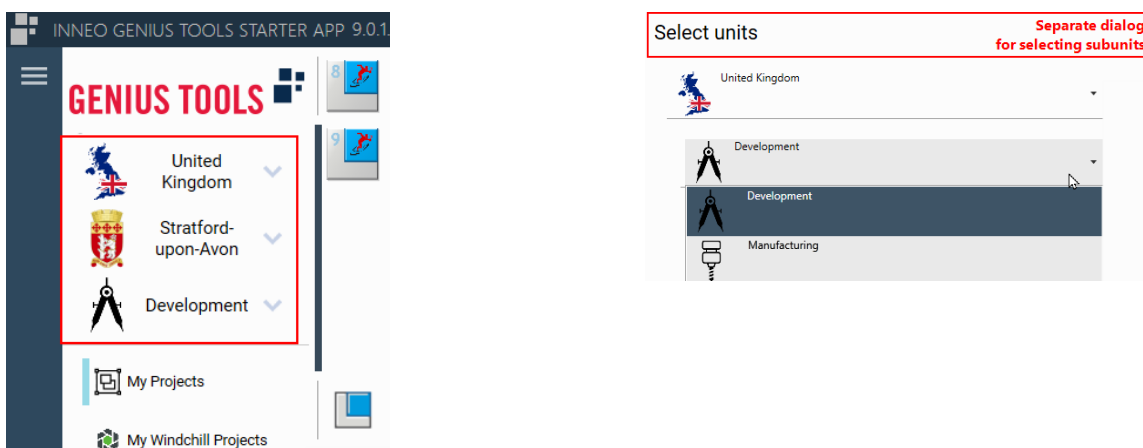 INNEO GENIUS TOOLS STARTER APP 9.0.1.
GENIUS TOOLS
8
9
United
Kingdom
Stratford-
upon-Avon
Development
My Projects
My Windchill Projects
Select units
Separate dialog
for selecting subunits
United Kingdom
Development
Development
Manufacturing